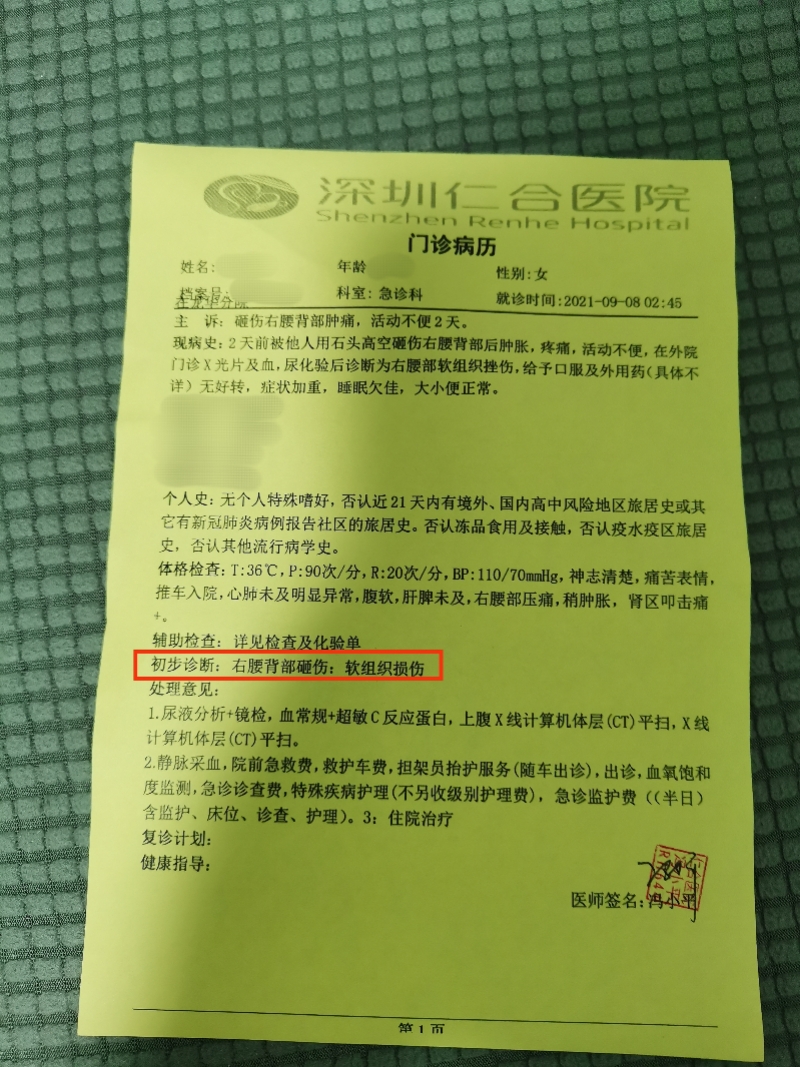 深圳仁合医院
Shenzhen Renhe Hospital
门诊病历
姓名: 年龄 性别:女
档案号: 科室: 急诊科 就诊时间:2021-09-08 02:45
主 诉: 砸伤右腰背部肿痛，活动不便2天。
现病史: 2天前被他人用石头高空砸伤右腰背部后肿胀，疼痛，活动不便，在外院
门诊X光片及血，尿化验后诊断为右腰部软组织挫伤，给予口服及外用药(具体不
详) 无好转，症状加重，睡眠欠佳，大小便正常。
个人史: 无个人特殊嗜好，否认近21天内有境外、国内高中风险地区旅居史或其
它有新冠肺炎病例报告社区的旅居史。否认冻品食用及接触，否认疫水疫区旅居
史，否认其他流行病学史。
体格检查: T:36℃, P:90次/分, R:20次/分, BP:110/70mmHg，神志清楚，痛苦表情，
推车入院，心肺未及明显异常，腹软，肝脾未及，右腰部压痛，稍肿胀， 肾区叩击痛
+。
辅助检查: 详见检查及化验单
初步诊断: 右腰背部砸伤: 软组织损伤
处理意见:
1.尿液分析+镜检，血常规+超敏C反应蛋白，上腹X线计算机体层(CT)平扫，X线
计算机体层(CT)平扫。
2.静脉采血，院前急救费，救护车费，担架员抬护服务(随车出诊)，出诊，血氧饱和
度监测，急诊诊查费，特殊疾病护理(不另收级别护理费)， 急诊监护费 ((半日)
含监护、床位、诊查、护理)。3: 住院治疗
复诊计划:
健康指导:
医师签名:冯小平
第 1 页